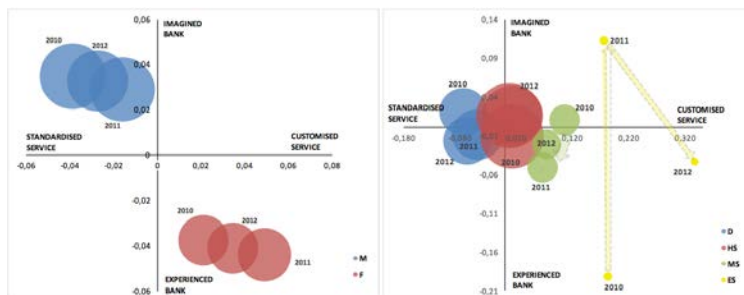 0,06
IMAGINED
BANK
2010
2012
0,04
0,02
2011
STANDARDISED
SERVICE
CUSTOMISED
SERVICE
-0,06
-0,04
-0,02
0
0
0,02
0,04
0,06
0,08
-0,02
2010
2012
-0,04
2011
EXPERIENCED
BANK
-0,06
M
F
0,14
IMAGINED
BANK
2011
0,09
2010
2012
0,04
2010
STANDARDISED
SERVICE
CUSTOMISED
SERVICE
-0,180
0,120
0,220
0,320
2011
2012
2012
2010
-0,06
2011
2012
-0,11
-0,16
EXPERIENCED
BANK
2010
-0,21
D
HS
MS
ES